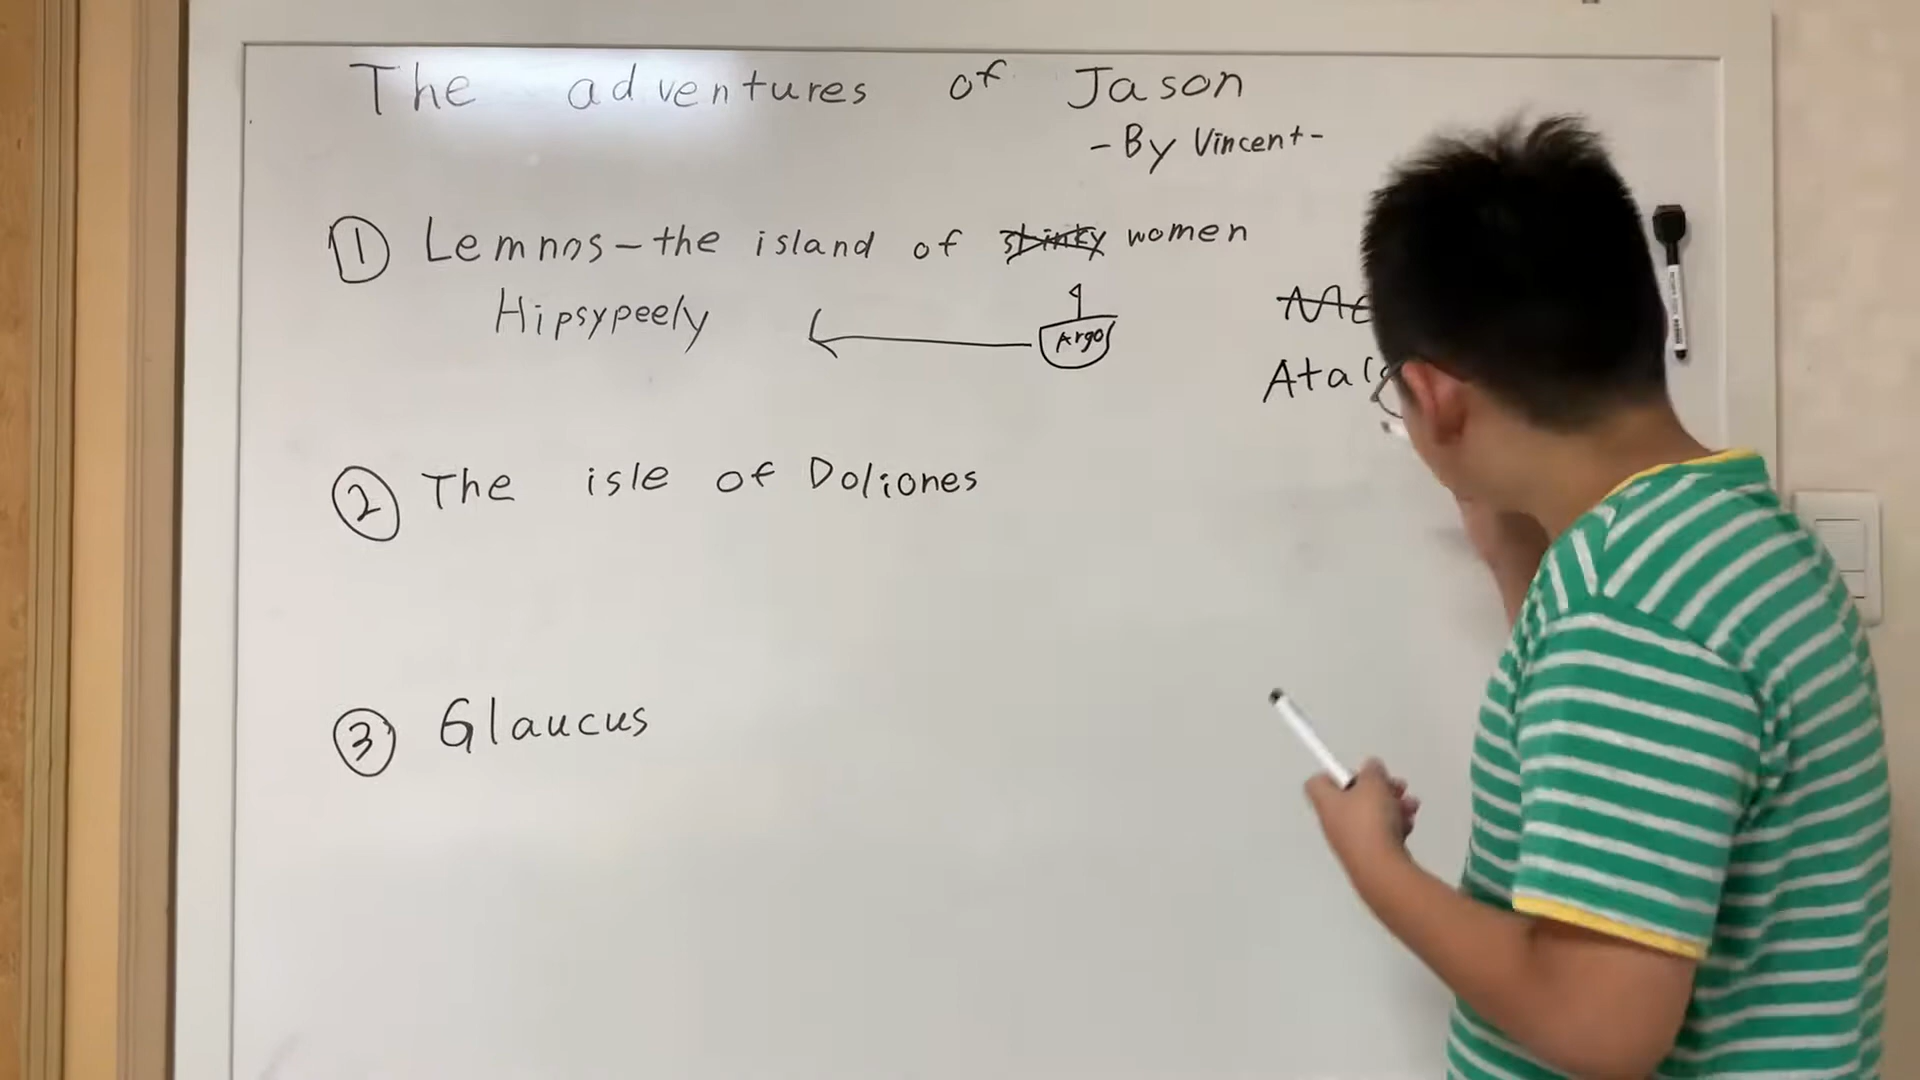 The adventures of Jason
- By Vincent -
① Lemnos - the island of stinky women
Hipsypeely
Argo
② The isle of Doliones
③ Glaucus